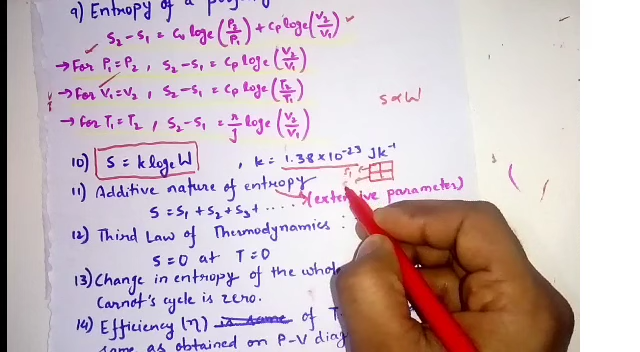 9) Entropy of a
S₂-S₁ = Cᵥ logₑ(P₂/P₁) + Cₚ logₑ(V₂/V₁)
→ For P₁=P₂, S₂-S₁ = Cₚ logₑ(V₂/V₁)
→ For V₁=V₂, S₂-S₁ = Cₚ logₑ(T₂/T₁)
S∝W
→ For T₁=T₂, S₂-S₁ = r/J logₑ(V₂/V₁)
10) S = k logₑ W , k = 1.38×10⁻²³ JK⁻¹
11) Additive nature of entropy
(extensive parameter)
S = S₁+S₂+S₃+.....
12) Third Law of Thermodynamics :
S=0 at T=0
13) Change in entropy of the whole
Carnot's cycle is zero.
14) Efficiency (η) is same of T-
same as obtained on P-V